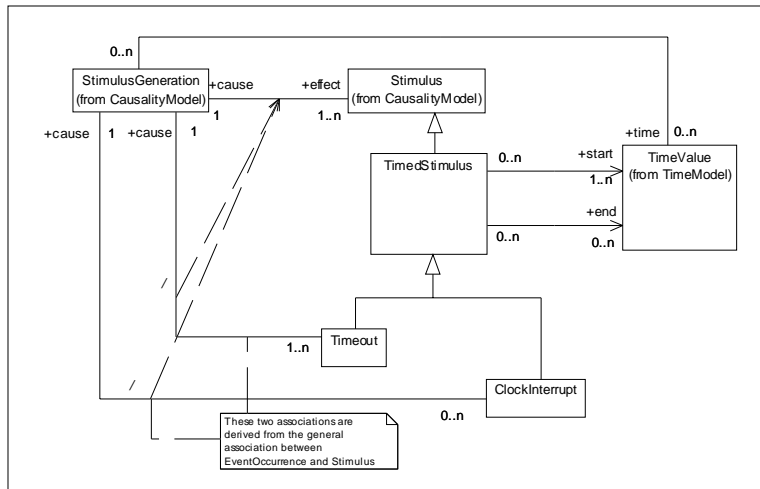 0..n
StimulusGeneration
(from CausalityModel)
+cause
1
+effect
1..n
Stimulus
(from CausalityModel)
+cause
1
+cause
1
TimedStimulus
0..n
+start
1..n
+time
0..n
TimeValue
(from TimeModel)
+end
0..n
0..n
/
1..n
Timeout
/
0..n
ClockInterrupt
These two associations are
derived from the general
association between
EventOccurrence and Stimulus